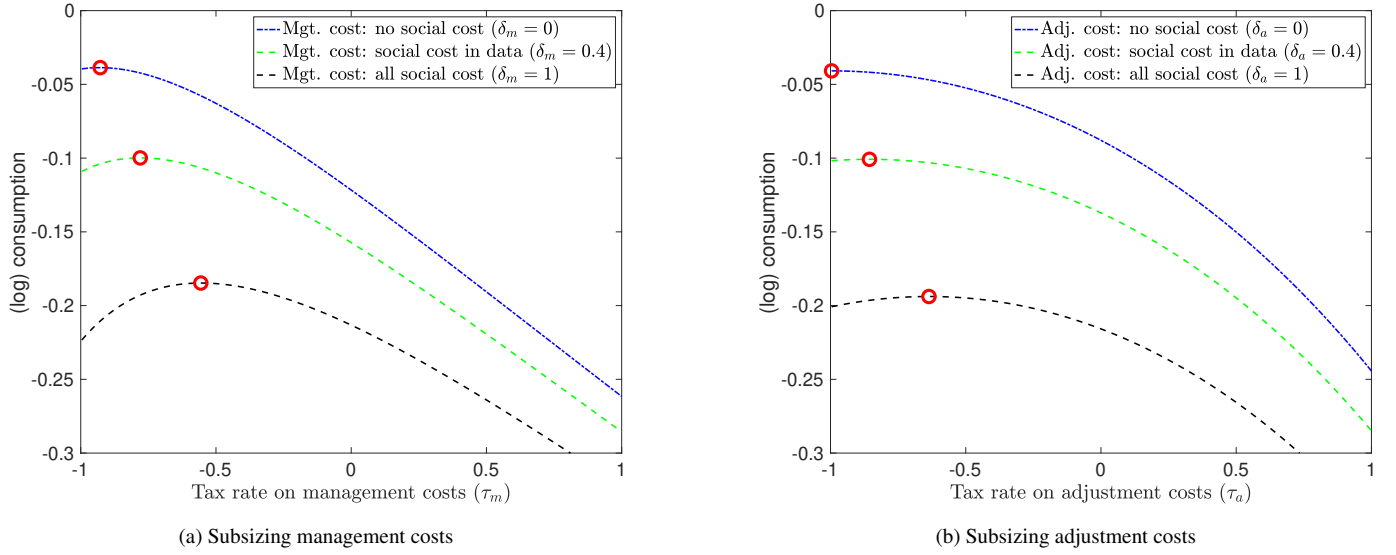 0
-0.05
-0.1
-0.15
-0.2
-0.25
-0.3
(log) consumption
Mgt. cost: no social cost (δm = 0)
Mgt. cost: social cost in data (δm = 0.4)
Mgt. cost: all social cost (δm = 1)
-1
-0.5
0
0.5
1
Tax rate on management costs (τm)
(a) Subsizing management costs
0
-0.05
-0.1
-0.15
-0.2
-0.25
-0.3
(log) consumption
Adj. cost: no social cost (δa = 0)
Adj. cost: social cost in data (δa = 0.4)
Adj. cost: all social cost (δa = 1)
-1
-0.5
0
0.5
1
Tax rate on adjustment costs (τa)
(b) Subsizing adjustment costs